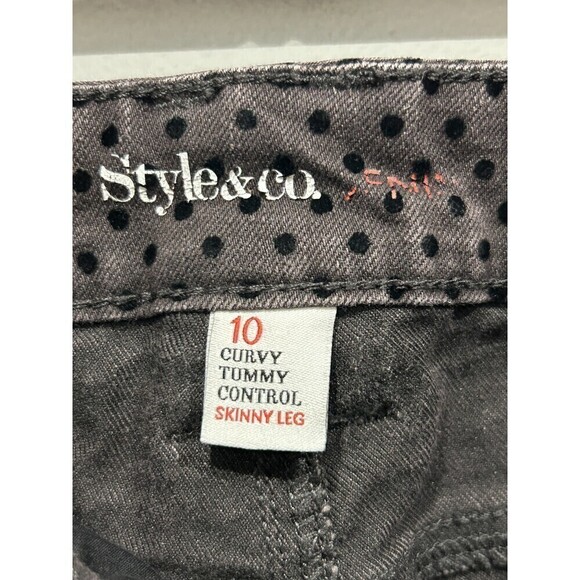 Style&co.
10
CURVY
TUMMY
CONTROL
SKINNY LEG